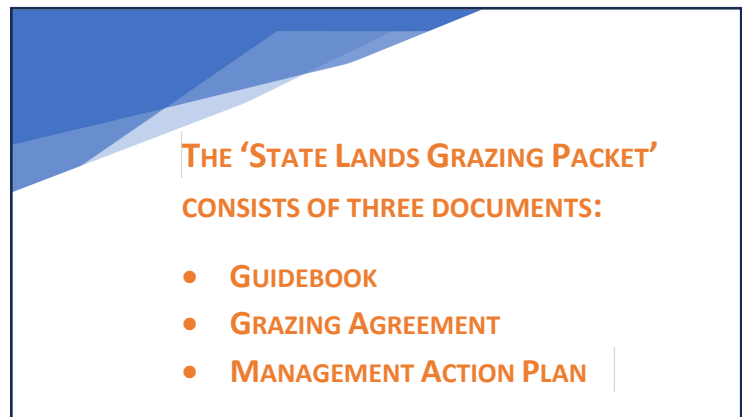 THE ‘STATE LANDS GRAZING PACKET’
CONSISTS OF THREE DOCUMENTS:
• GUIDEBOOK
• GRAZING AGREEMENT
• MANAGEMENT ACTION PLAN